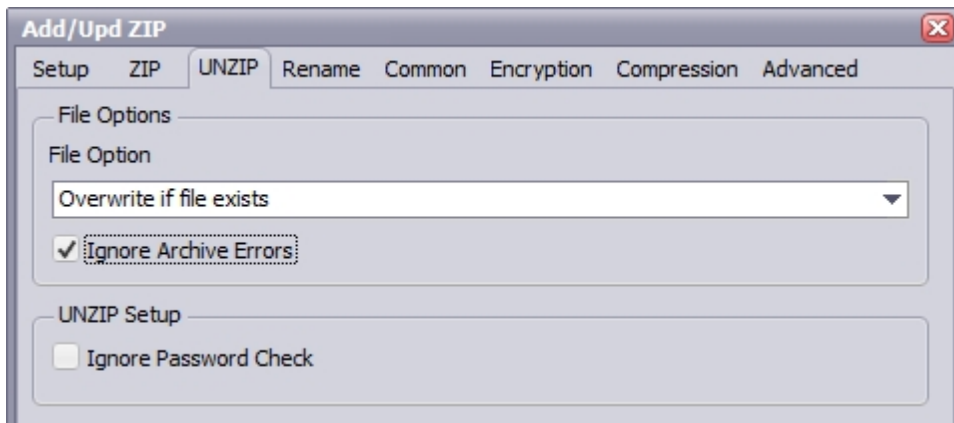 Add/Upd ZIP
Setup ZIP UNZIP Rename Common Encryption Compression Advanced
File Options
File Option
Overwrite if file exists
Ignore Archive Errors
UNZIP Setup
Ignore Password Check